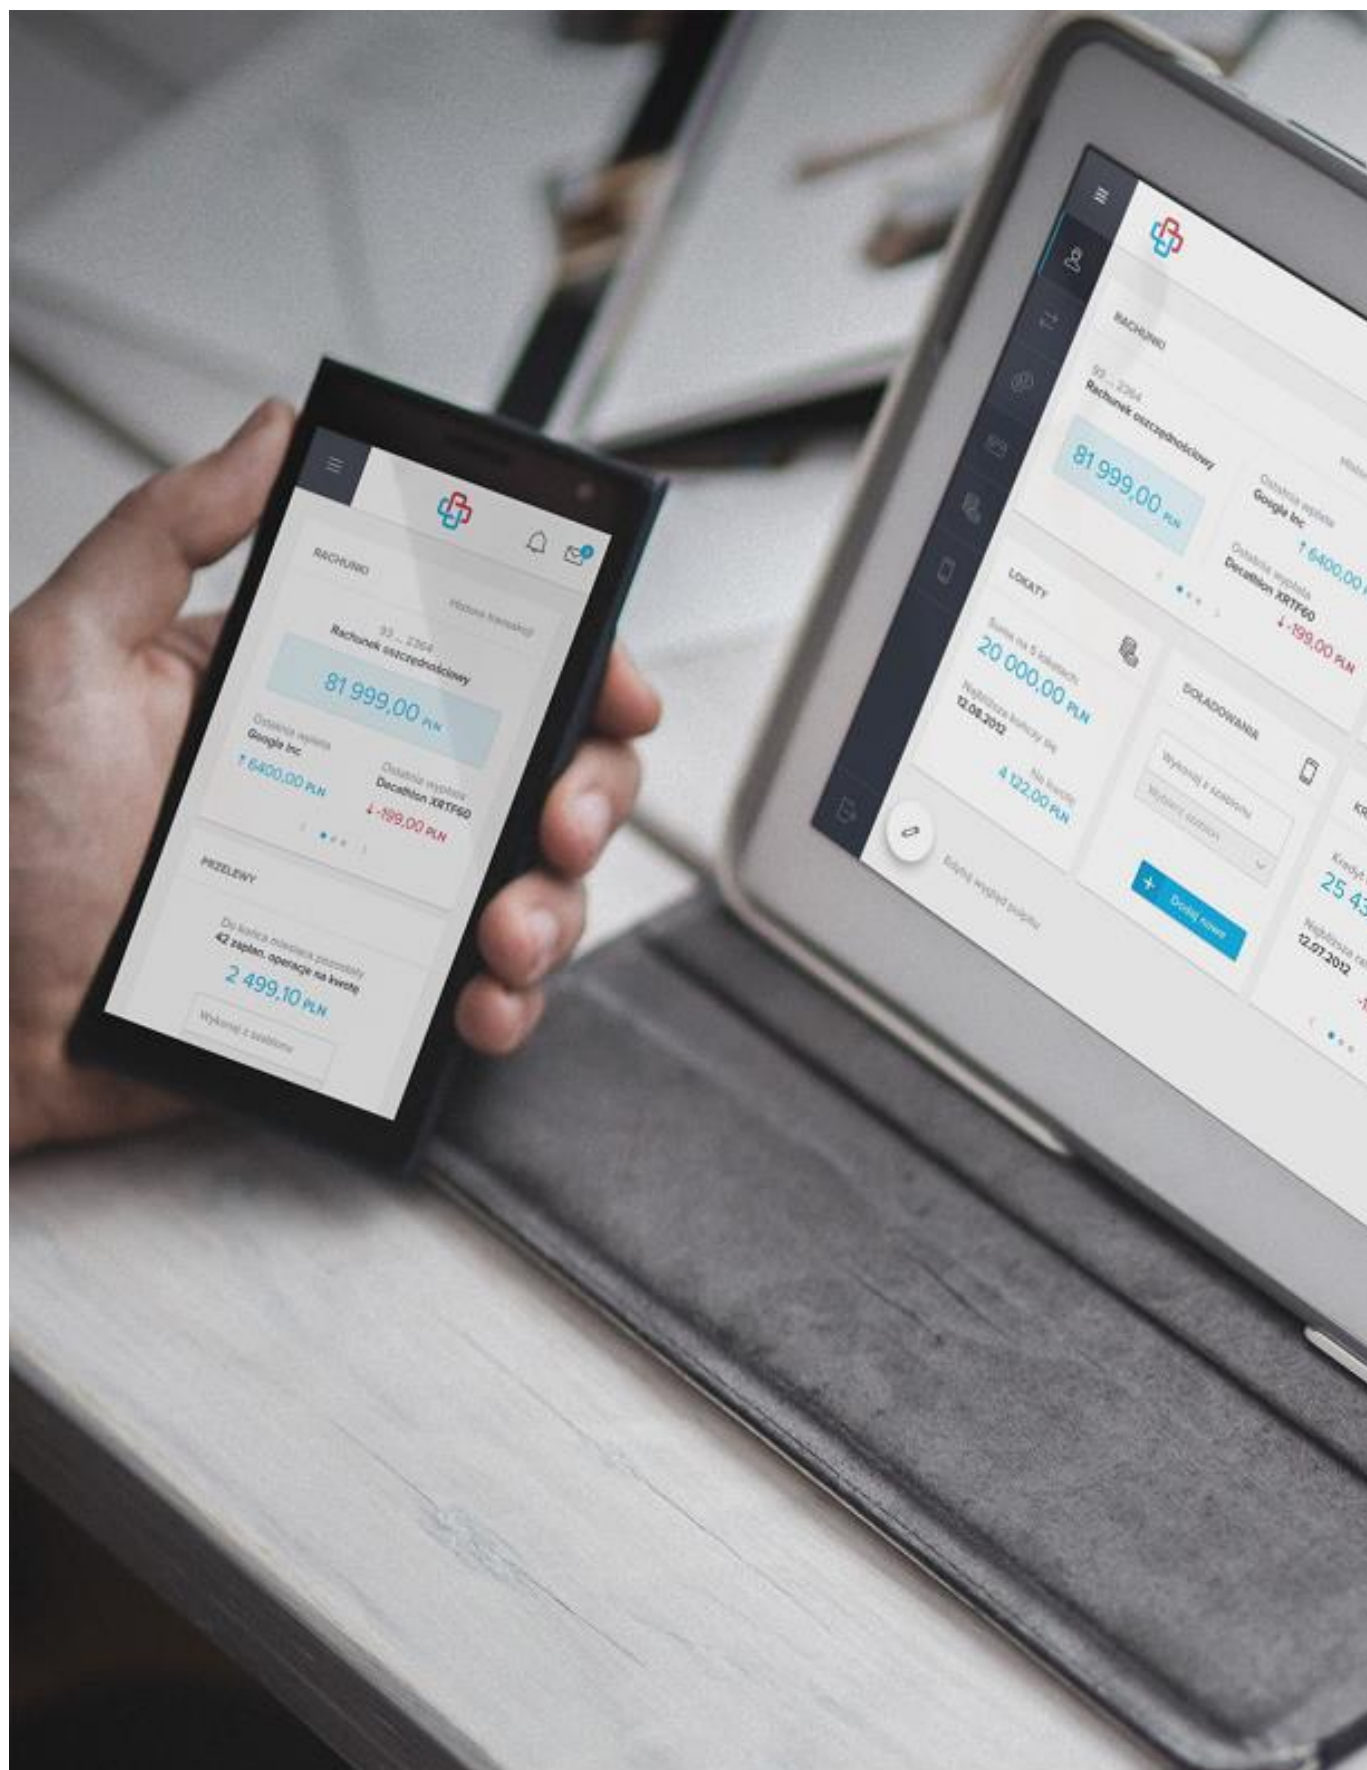 RACHUNKI
Historia transakcji
93 ... 2364
Rachunek oszczędnościowy
81 999,00 PLN
Ostatnia wpłata
Google Inc
↑ 6400,00 PLN
Ostatnia wypłata
Decathlon XRTF60
↓ -199,00 PLN
PRZELEWY
Do końca miesiąca pozostały
42 zaplan. operacje na kwotę
2 499,10 PLN
Wykonaj z szablonu
RACHUNKI
93 ... 2364
Rachunek oszczędnościowy
81 999,00 PLN
Ostatnia wpłata
Google Inc
↑ 6400,00
Ostatnia wypłata
Decathlon XRTF60
↓ -199,00 PLN
LOKATY
Suma na 5 lokatach
20 000,00 PLN
Najbliższa kończy się
12.08.2012
Na kwotę
4 122,00 PLN
DOŁADOWANIA
Wykonaj z szablonu
Wybierz szablon
+ Dodaj nowe
Kredyt
25 43
Najbliższa
12.07.2012
Edytuj wygląd pulpitu